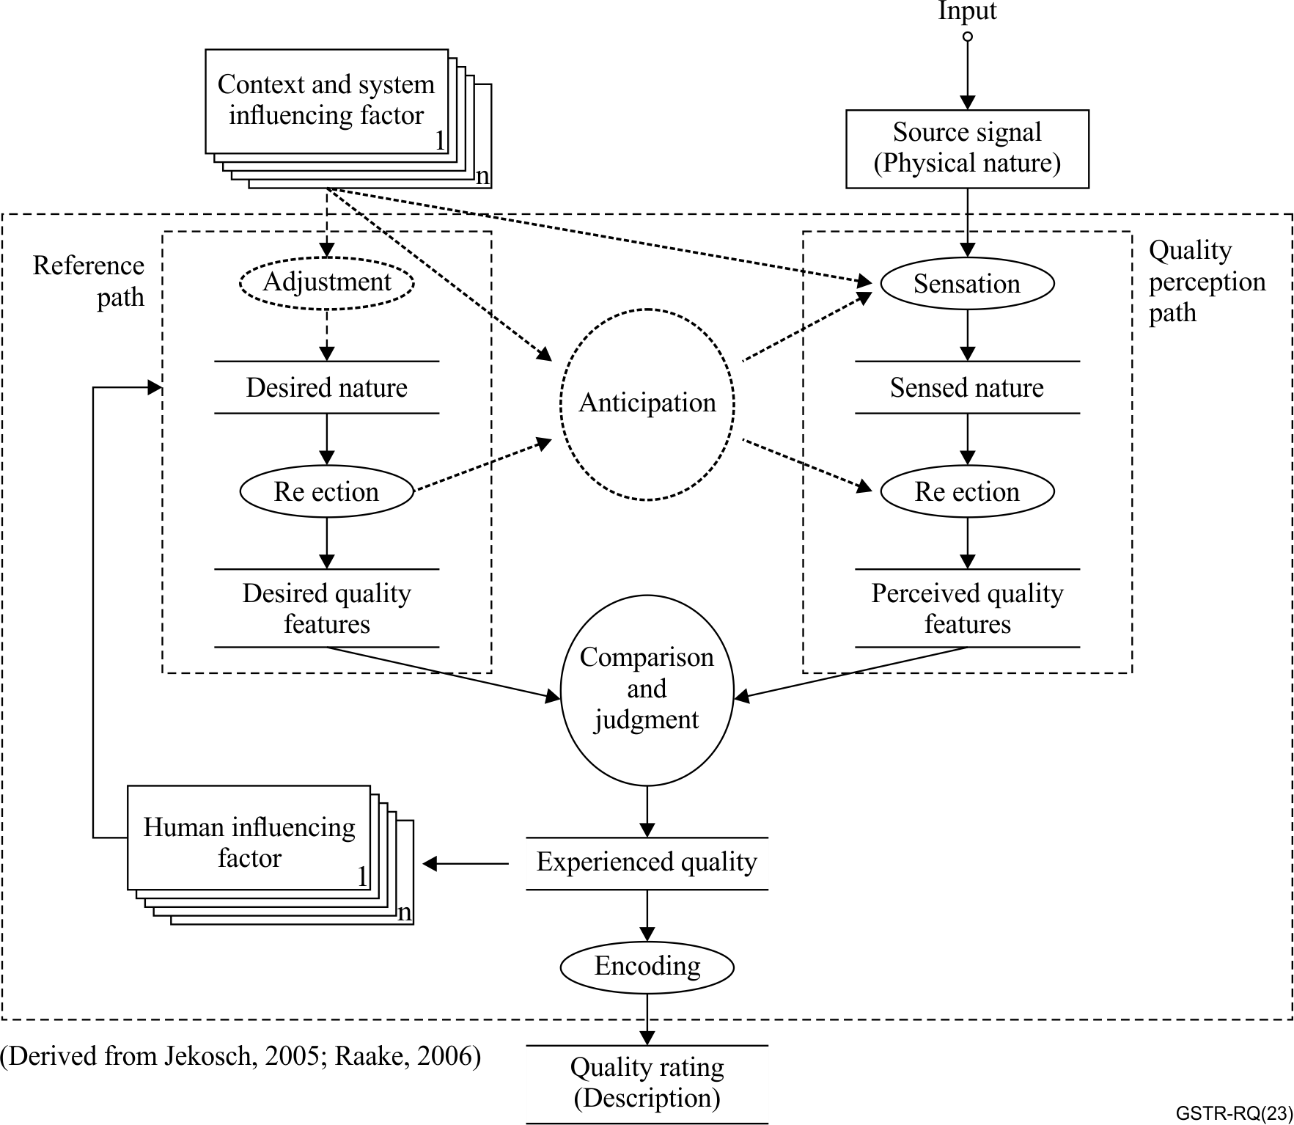 Input
Context and system
influencing factor
1
n
Source signal
(Physical nature)
Reference
path
Adjustment
Sensation
Quality
perception
path
Desired nature
Anticipation
Sensed nature
Re ection
Re ection
Desired quality
features
Perceived quality
features
Comparison
and
judgment
Human influencing
factor
1
n
Experienced quality
Encoding
(Derived from Jekosch, 2005; Raake, 2006)
Quality rating
(Description)
GSTR-RQ(23)